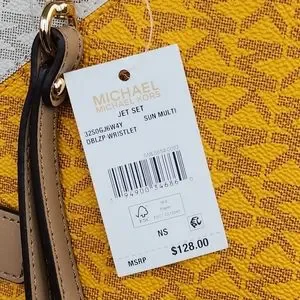 MICHAEL
MICHAEL KORS
JET SET
32S0GJ6W4Y SUN MULTI
DBLZP WRISTLET
NS
MSRP $128.00